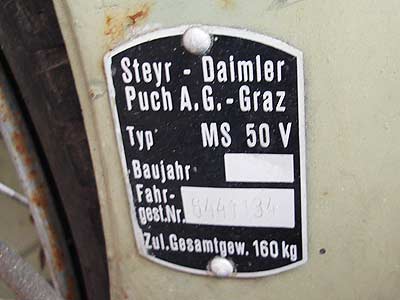 Steyr - Daimler
Puch A.G.-Graz
Typ MS 50 V
Baujahr
Fahr-
gest.Nr.
Zul.Gesamtgew. 160 kg